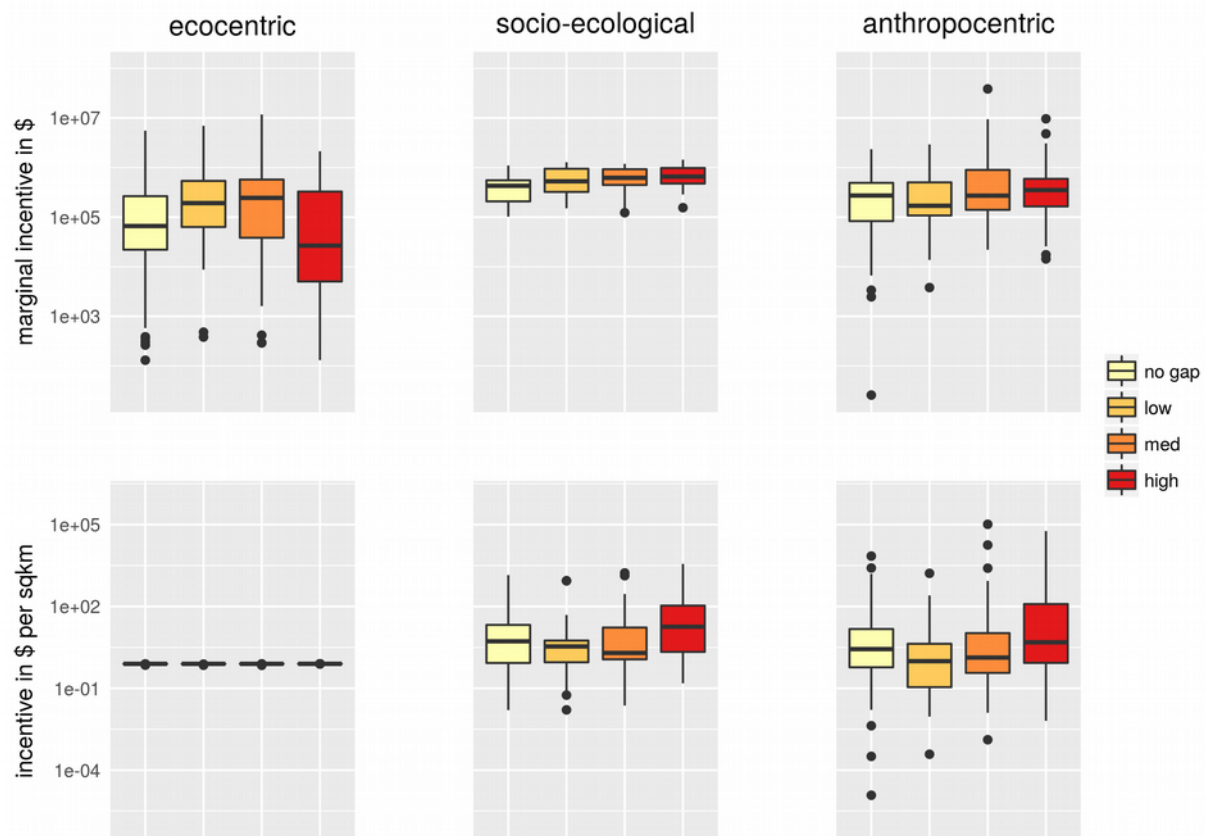 ecocentric
socio-ecological
anthropocentric
marginal incentive in $
1e+07
1e+05
1e+03
no gap
low
med
high
incentive in $ per sqkm
1e+05
1e+02
1e-01
1e-04